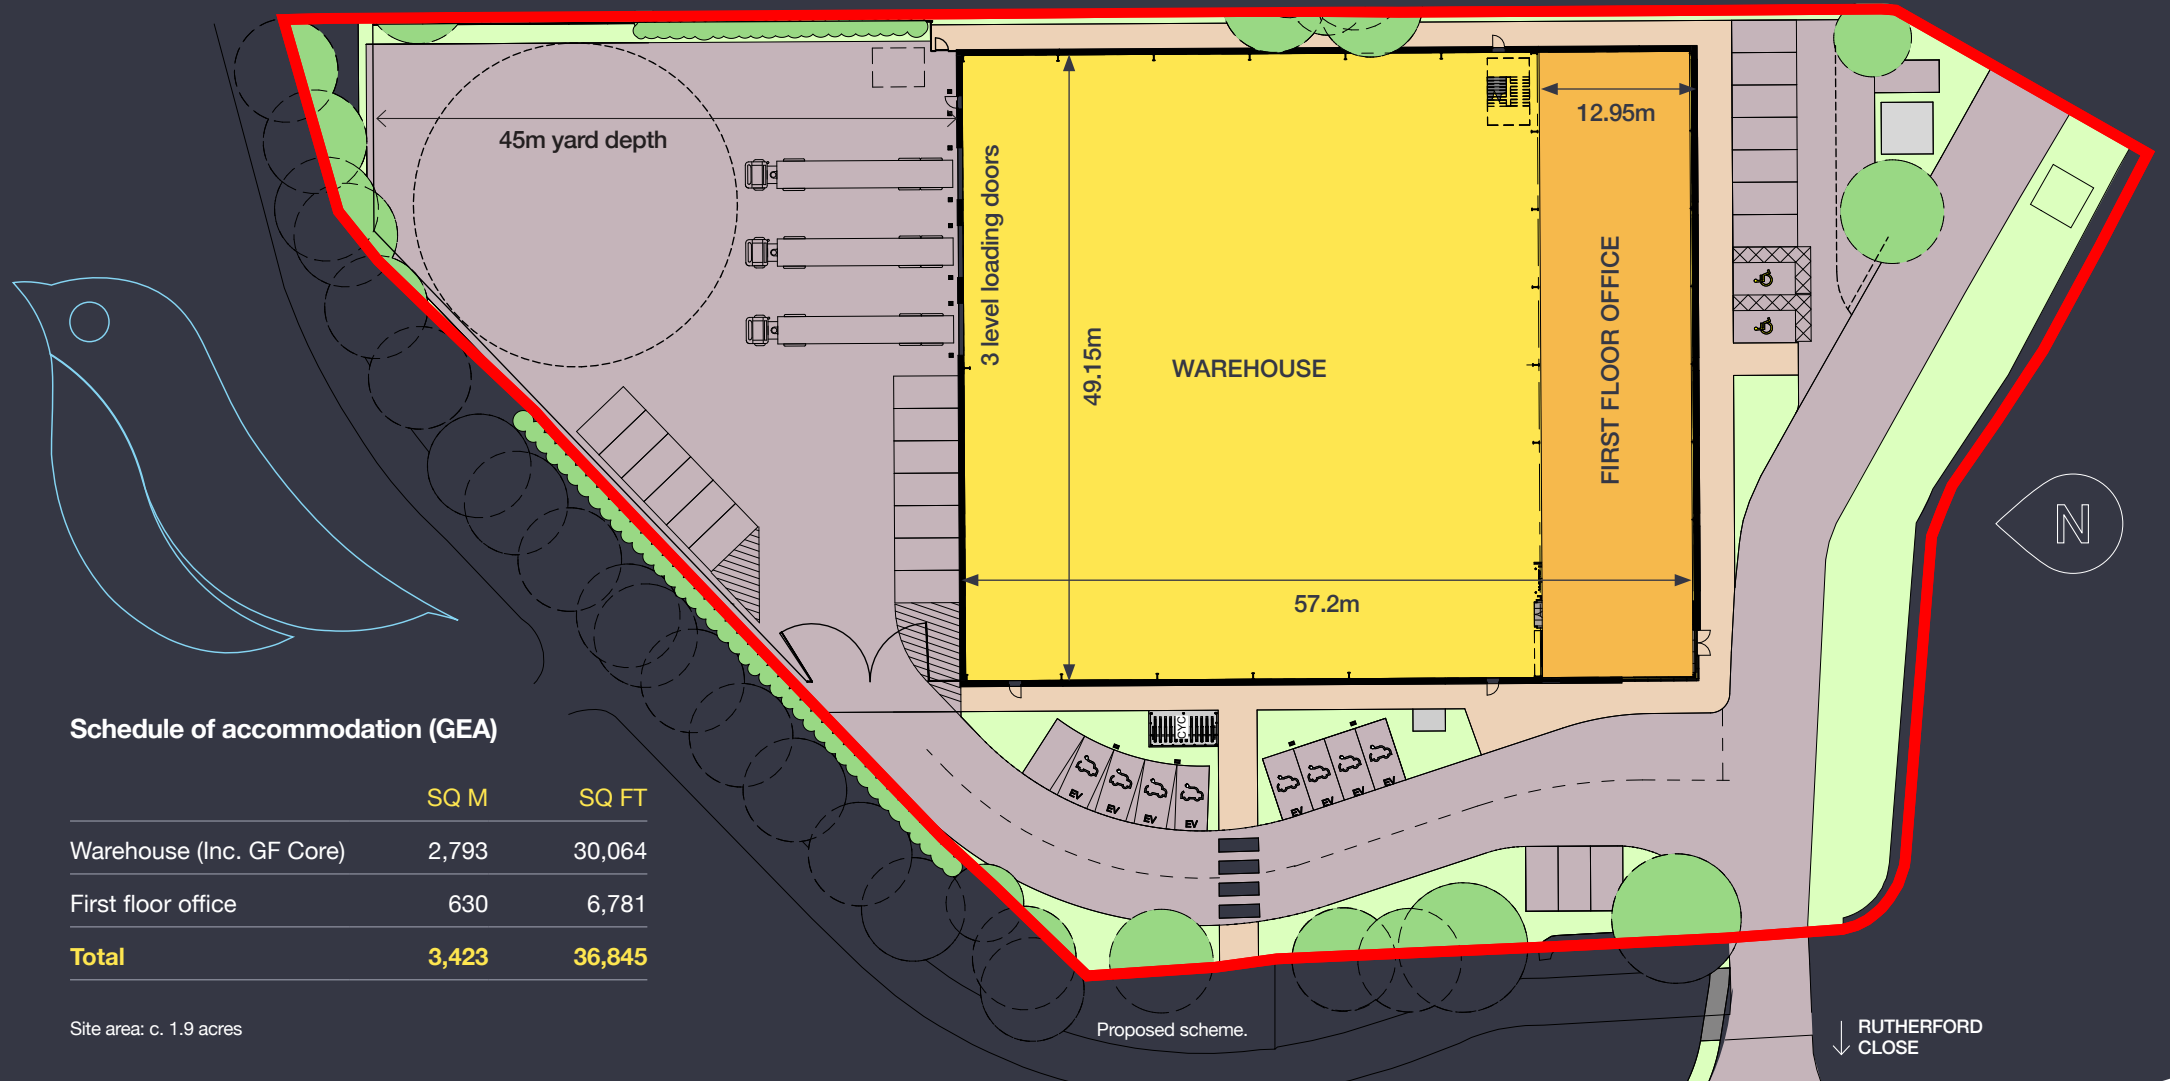 45m yard depth
3 level loading doors
49.15m
WAREHOUSE
57.2m
12.95m
FIRST FLOOR OFFICE
N
CYC
EV
EV
EV
EV
EV
EV
EV
EV
Schedule of accommodation (GEA)
SQ M SQ FT
Warehouse (Inc. GF Core) 2,793 30,064
First floor office 630 6,781
Total 3,423 36,845
Site area: c. 1.9 acres
Proposed scheme.
RUTHERFORD
CLOSE